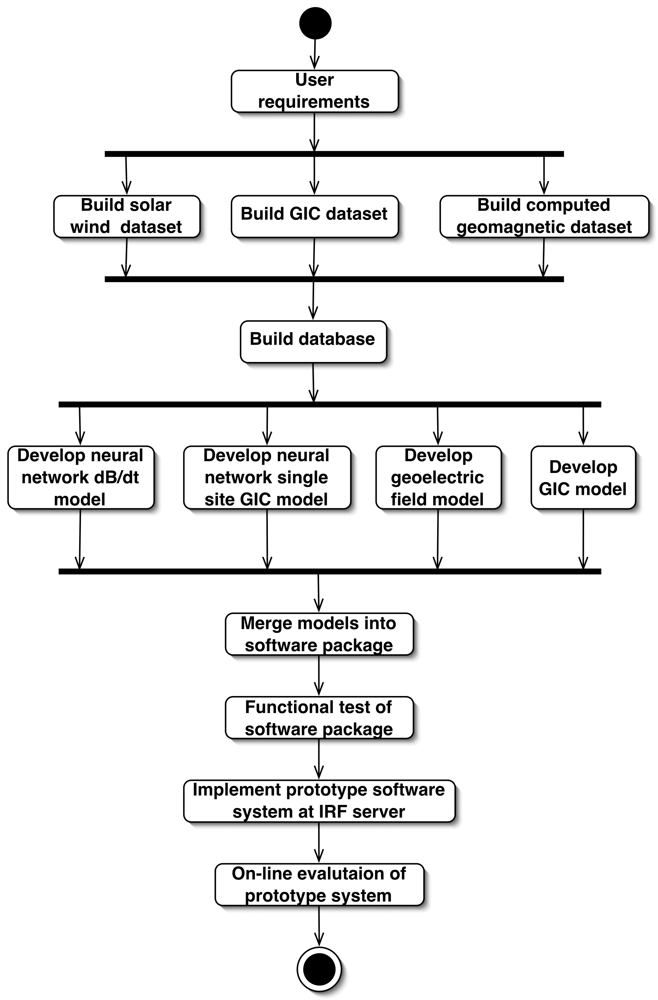 User
requirements
Build solar
wind  dataset
Build GIC dataset
Build computed
geomagnetic dataset
Build database
Develop neural
network dB/dt
model
Develop neural
network single
site GIC model
Develop
geoelectric
field model
Develop
GIC model
Merge models into
software package
Functional test of
software package
Implement prototype software
system at IRF server
On-line evalutaion of
prototype system